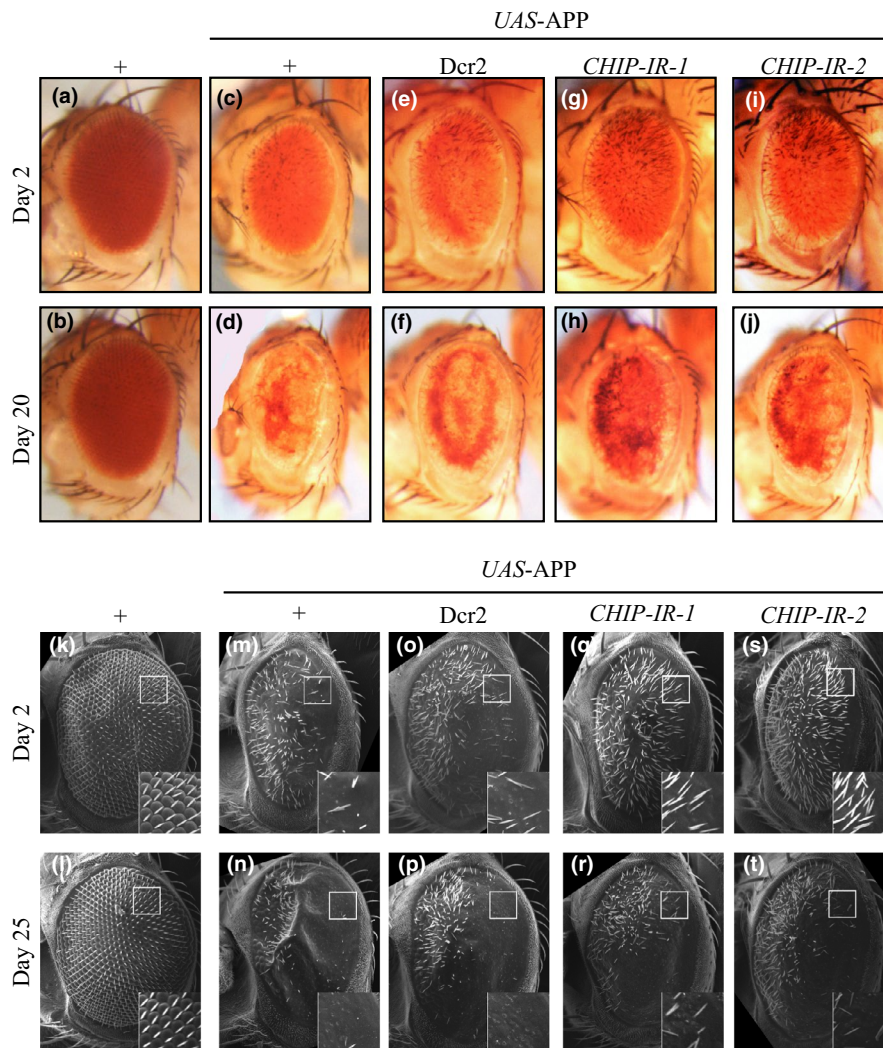 UAS-APP
+ + Dcr2 CHIP-IR-1 CHIP-IR-2
Day 2
(a) (c) (e) (g) (i)
Day 20
(b) (d) (f) (h) (j)
UAS-APP
+ + Dcr2 CHIP-IR-1 CHIP-IR-2
Day 2
(k) (m) (o) (q) (s)
Day 25
(l) (n) (p) (r) (t)